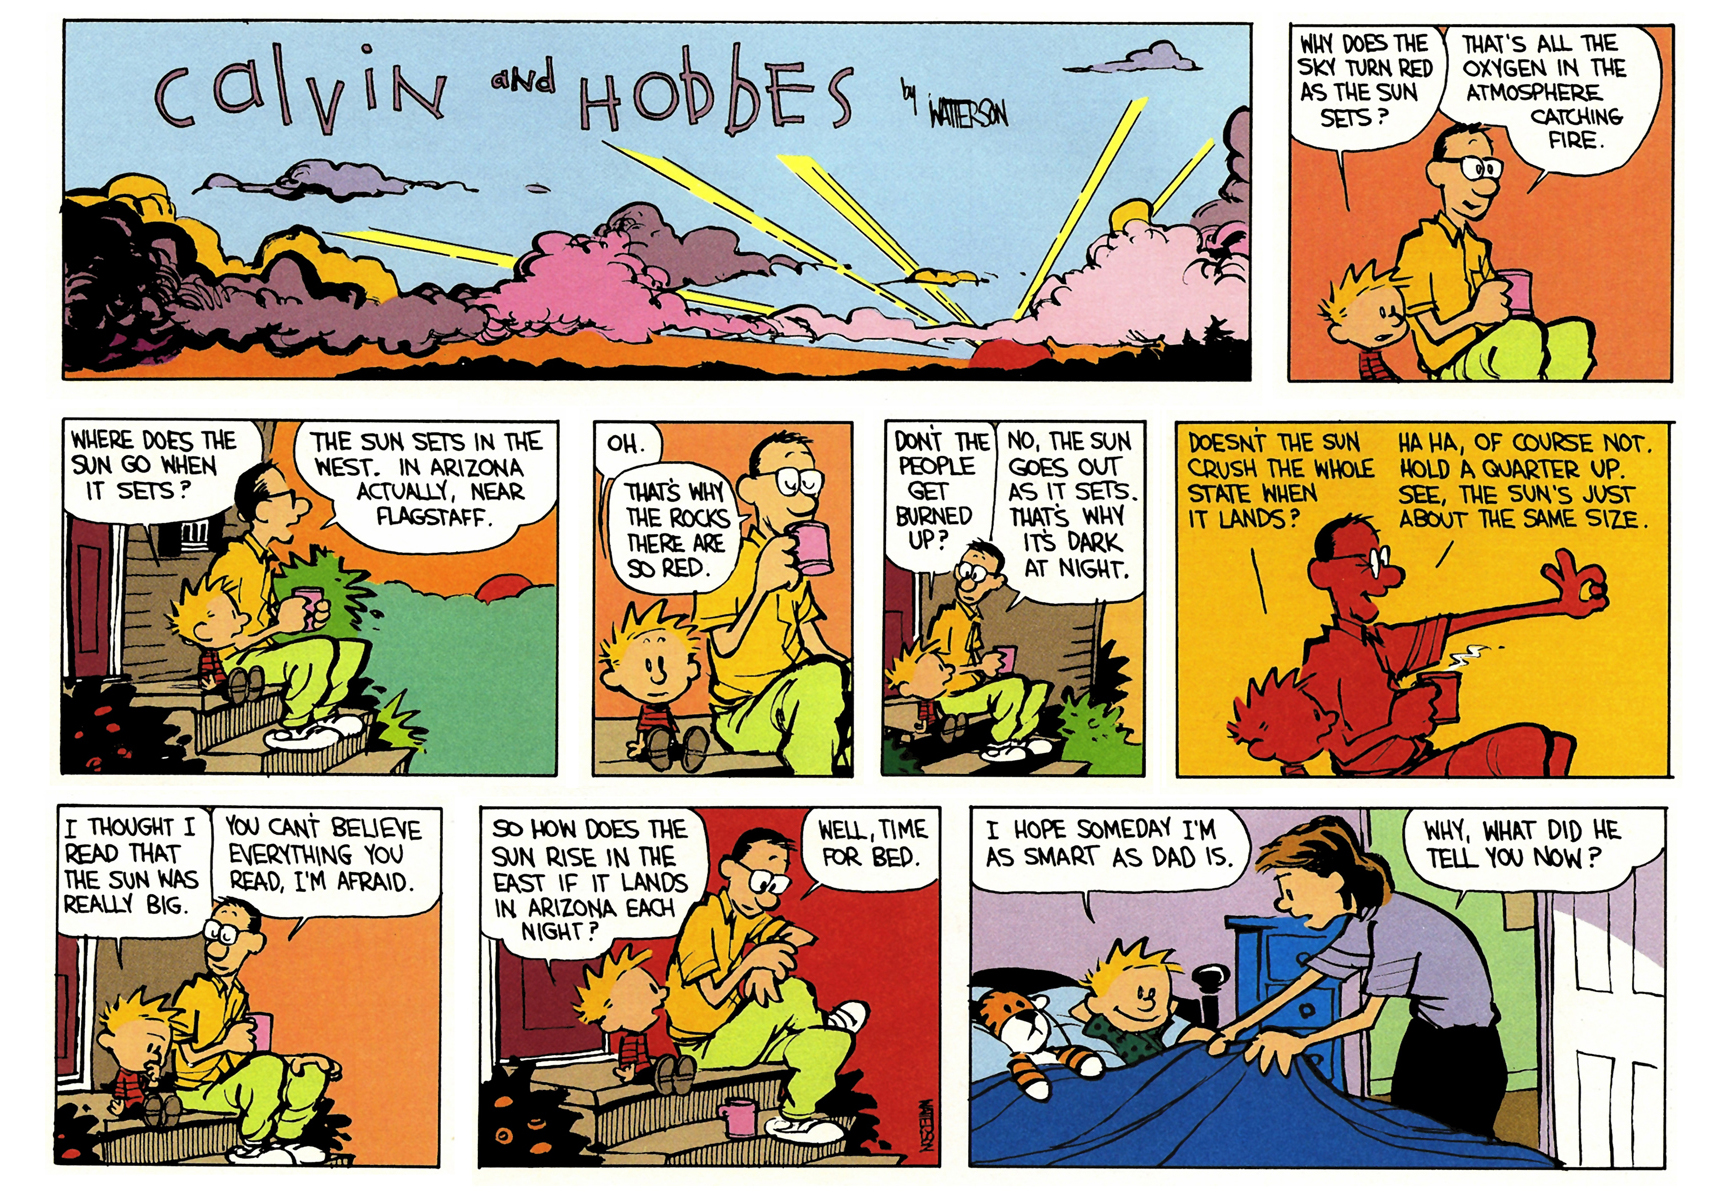 Calvin and Hobbes by Watterson
WHY DOES THE
SKY TURN RED
AS THE SUN
SETS?
THAT'S ALL THE
OXYGEN IN THE
ATMOSPHERE
CATCHING
FIRE.
WHERE DOES THE
SUN GO WHEN
IT SETS?
THE SUN SETS IN THE
WEST. IN ARIZONA
ACTUALLY, NEAR
FLAGSTAFF.
OH.
THAT'S WHY
THE ROCKS
THERE ARE
SO RED.
DON'T THE
PEOPLE
GET
BURNED
UP?
NO, THE SUN
GOES OUT
AS IT SETS.
THAT'S WHY
IT'S DARK
AT NIGHT.
DOESN'T THE SUN
CRUSH THE WHOLE
STATE WHEN
IT LANDS?
HA HA, OF COURSE NOT.
HOLD A QUARTER UP.
SEE, THE SUN'S JUST
ABOUT THE SAME SIZE.
I THOUGHT I
READ THAT
THE SUN WAS
REALLY BIG.
YOU CAN'T BELIEVE
EVERYTHING YOU
READ, I'M AFRAID.
SO HOW DOES THE
SUN RISE IN THE
EAST IF IT LANDS
IN ARIZONA EACH
NIGHT?
WELL, TIME
FOR BED.
WATTERSON
I HOPE SOMEDAY I'M
AS SMART AS DAD IS.
WHY, WHAT DID HE
TELL YOU NOW?